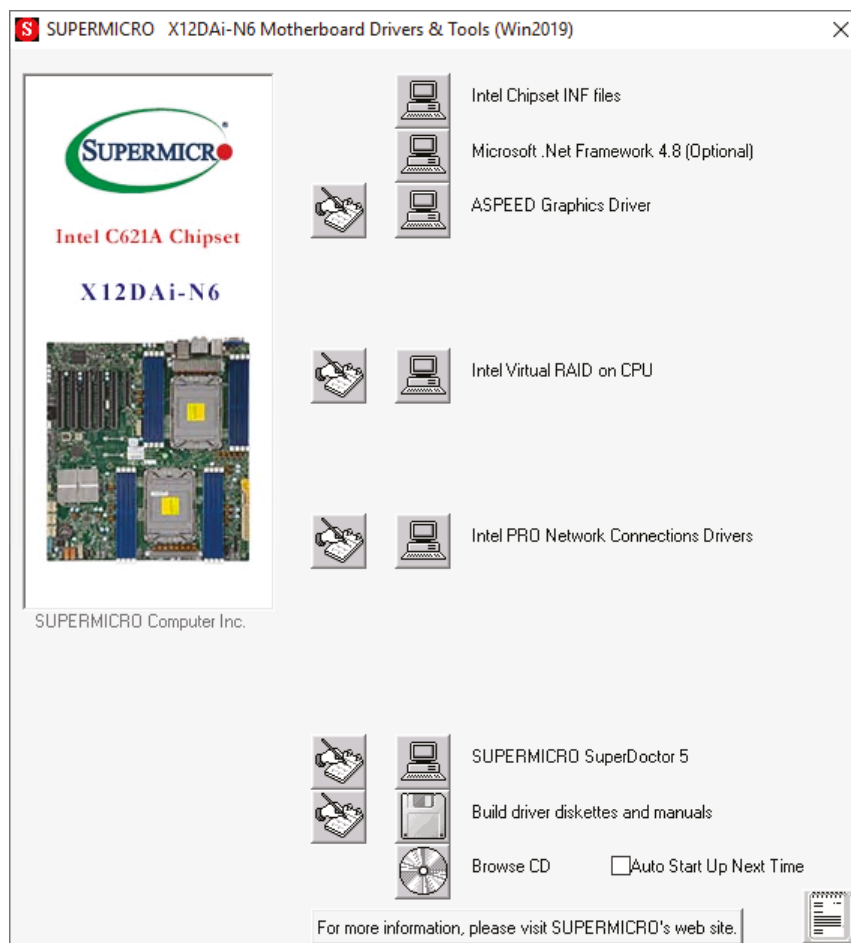 SUPERMICRO X12DAi-N6 Motherboard Drivers & Tools (Win2019)
SUPERMICRO
Intel C621A Chipset
X12DAi-N6
SUPERMICRO Computer Inc.
Intel Chipset INF files
Microsoft .Net Framework 4.8 (Optional)
ASPEED Graphics Driver
Intel Virtual RAID on CPU
Intel PRO Network Connections Drivers
SUPERMICRO SuperDoctor 5
Build driver diskettes and manuals
Browse CD
Auto Start Up Next Time
For more information, please visit SUPERMICRO's web site.